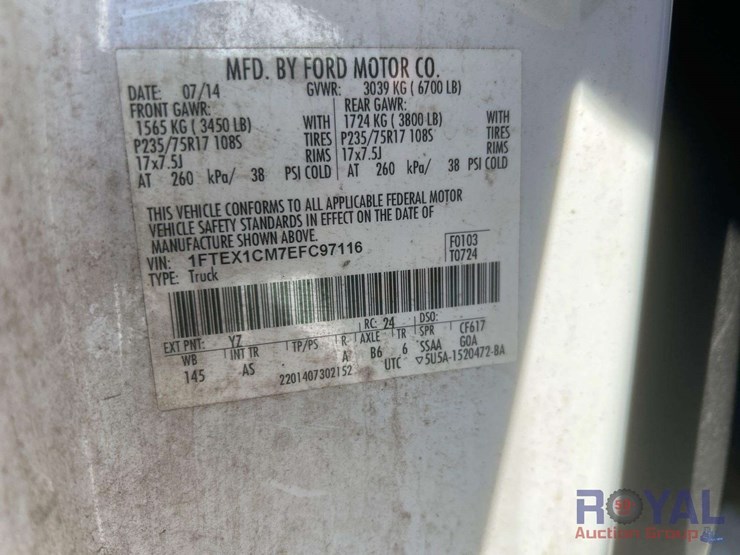 MFD. BY FORD MOTOR CO.
DATE: 07/14 GVWR: 3039 KG ( 6700 LB)
FRONT GAWR: REAR GAWR:
1565 KG ( 3450 LB) WITH 1724 KG ( 3800 LB) WITH
P235/75R17 108S TIRES P235/75R17 108S TIRES
17x7.5J RIMS 17x7.5J RIMS
AT 260 kPa/ 38 PSI COLD AT 260 kPa/ 38 PSI COLD
THIS VEHICLE CONFORMS TO ALL APPLICABLE FEDERAL MOTOR
VEHICLE SAFETY STANDARDS IN EFFECT ON THE DATE OF
MANUFACTURE SHOWN ABOVE.
VIN: 1FTEX1CM7EFC97116 F0103
TYPE: Truck T0724
EXT PNT: YZ RC: 24 DSO:
WB INT TR TP/PS R AXLE TR SPR CF617
145 AS A B6 6 SSAA GOA
2201407302152 UTC ▽5U5A-1520472-BA
ROYAL
Auction Group